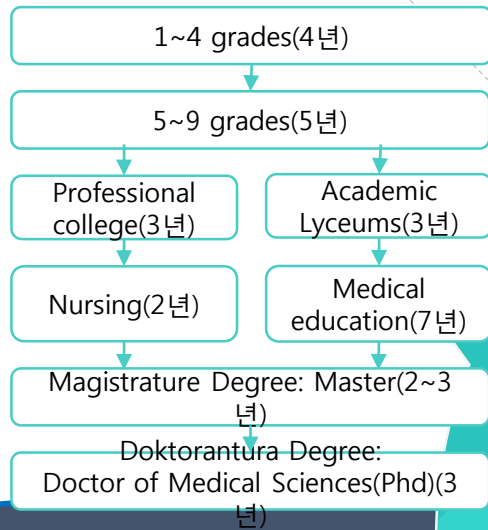 1~4 grades(4년)
5~9 grades(5년)
Professional
college(3년)
Academic
Lyceums(3년)
Nursing(2년)
Medical
education(7년)
Magistrature Degree: Master(2~3
년)
Doktorantura Degree:
Doctor of Medical Sciences(Phd)(3
년)